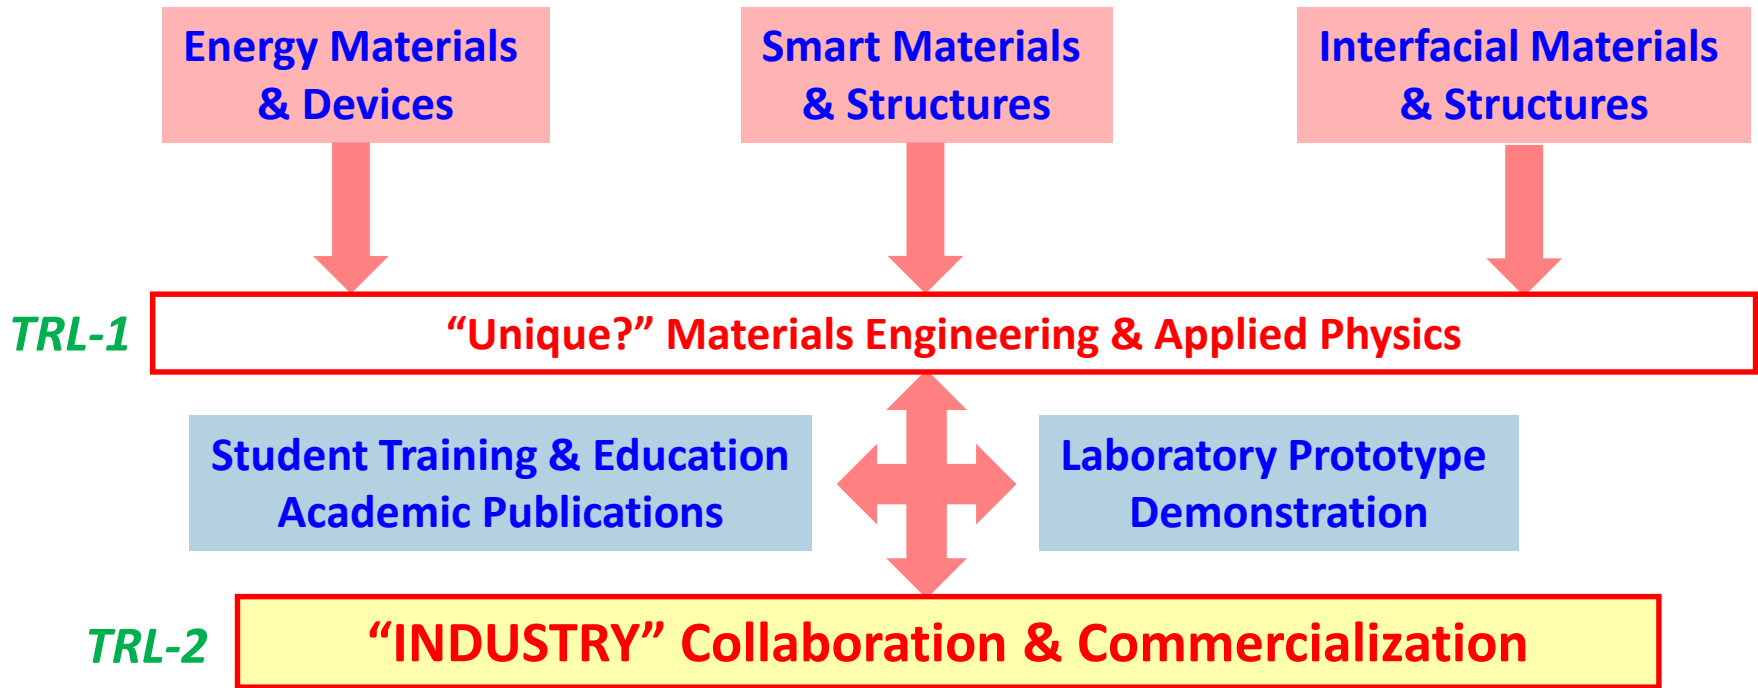 Energy Materials
& Devices
Smart Materials
& Structures
Interfacial Materials
& Structures
TRL-1
“Unique?” Materials Engineering & Applied Physics
Student Training & Education
Academic Publications
Laboratory Prototype
Demonstration
TRL-2
“INDUSTRY” Collaboration & Commercialization